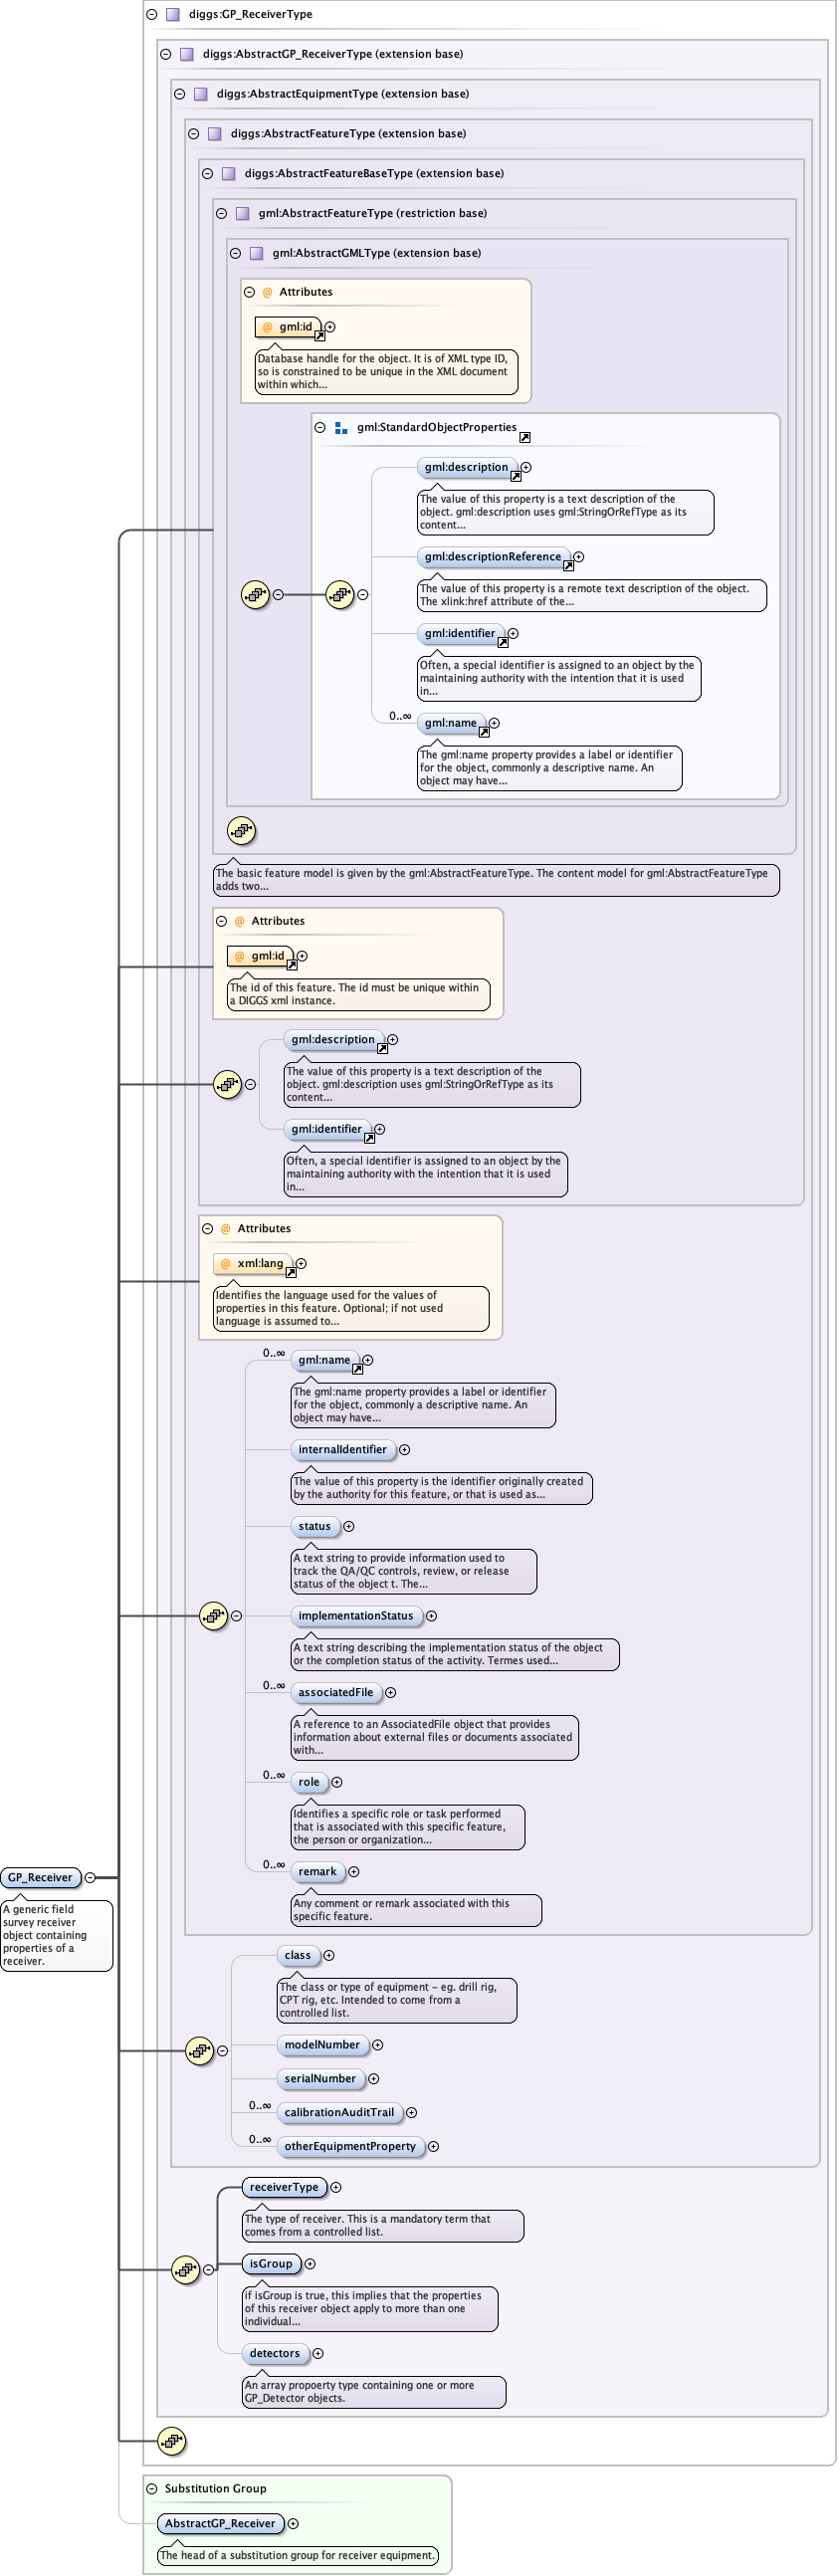 diggs:GP_ReceiverType
diggs:AbstractGP_ReceiverType (extension base)
diggs:AbstractEquipmentType (extension base)
diggs:AbstractFeatureType (extension base)
diggs:AbstractFeatureBaseType (extension base)
gml:AbstractFeatureType (restriction base)
gml:AbstractGMLType (extension base)
@ Attributes
@ gml:id
Database handle for the object. It is of XML type ID,
so is constrained to be unique in the XML document
within which...
gml:StandardObjectProperties
gml:description
The value of this property is a text description of the
object. gml:description uses gml:StringOrRefType as its
content...
gml:descriptionReference
The value of this property is a remote text description of the object.
The xlink:href attribute of the...
gml:identifier
Often, a special identifier is assigned to an object by the
maintaining authority with the intention that it is used
in...
0..∞
gml:name
The gml:name property provides a label or identifier
for the object, commonly a descriptive name. An
object may have...
The basic feature model is given by the gml:AbstractFeatureType. The content model for gml:AbstractFeatureType
adds two...
@ Attributes
@ gml:id
The id of this feature. The id must be unique within
a DIGGS xml instance.
gml:description
The value of this property is a text description of the
object. gml:description uses gml:StringOrRefType as its
content...
gml:identifier
Often, a special identifier is assigned to an object by the
maintaining authority with the intention that it is used
in...
@ Attributes
@ xml:lang
Identifies the language used for the values of
properties in this feature. Optional; if not used
language is assumed to...
0..∞
gml:name
The gml:name property provides a label or identifier
for the object, commonly a descriptive name. An
object may have...
internalIdentifier
The value of this property is the identifier originally created
by the authority for this feature, or that is used as...
status
A text string to provide information used to
track the QA/QC controls, review, or release
status of the object t. The...
implementationStatus
A text string describing the implementation status of the object
or the completion status of the activity. Termes used...
0..∞
associatedFile
A reference to an AssociatedFile object that provides
information about external files or documents associated
with...
0..∞
role
Identifies a specific role or task performed
that is associated with this specific feature,
the person or organization...
0..∞
remark
Any comment or remark associated with this
specific feature.
GP_Receiver
A generic field
survey receiver
object containing
properties of a
receiver.
class
The class or type of equipment - eg. drill rig,
CPT rig, etc. Intended to come from a
controlled list.
modelNumber
serialNumber
0..∞
calibrationAuditTrail
0..∞
otherEquipmentProperty
receiverType
The type of receiver. This is a mandatory term that
comes from a controlled list.
isGroup
if isGroup is true, this implies that the properties
of this receiver object apply to more than one
individual...
detectors
An array propoerty type containing one or more
GP_Detector objects.
Substitution Group
AbstractGP_Receiver
The head of a substitution group for receiver equipment.